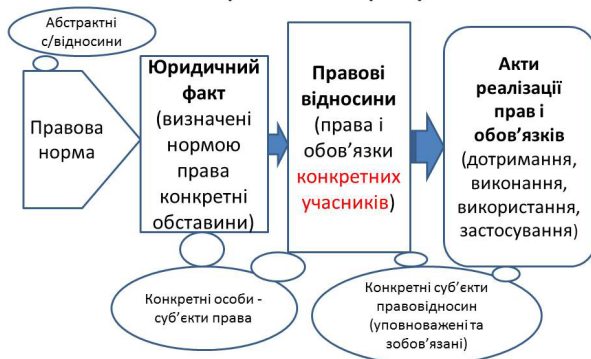 Абстрактні
с/відносини
Правова
норма
Юридичний
факт
(визначені
нормою
права
конкретні
обставини)
Правові
відносини
(права і
обов’язки
конкретних
учасників)
Акти
реалізації
прав і
обов’язків
(дотримання,
виконання,
використання,
застосування)
Конкретні особи -
суб’єкти права
Конкретні суб’єкти
правовідносин
(уповноважені та
зобов’язані)